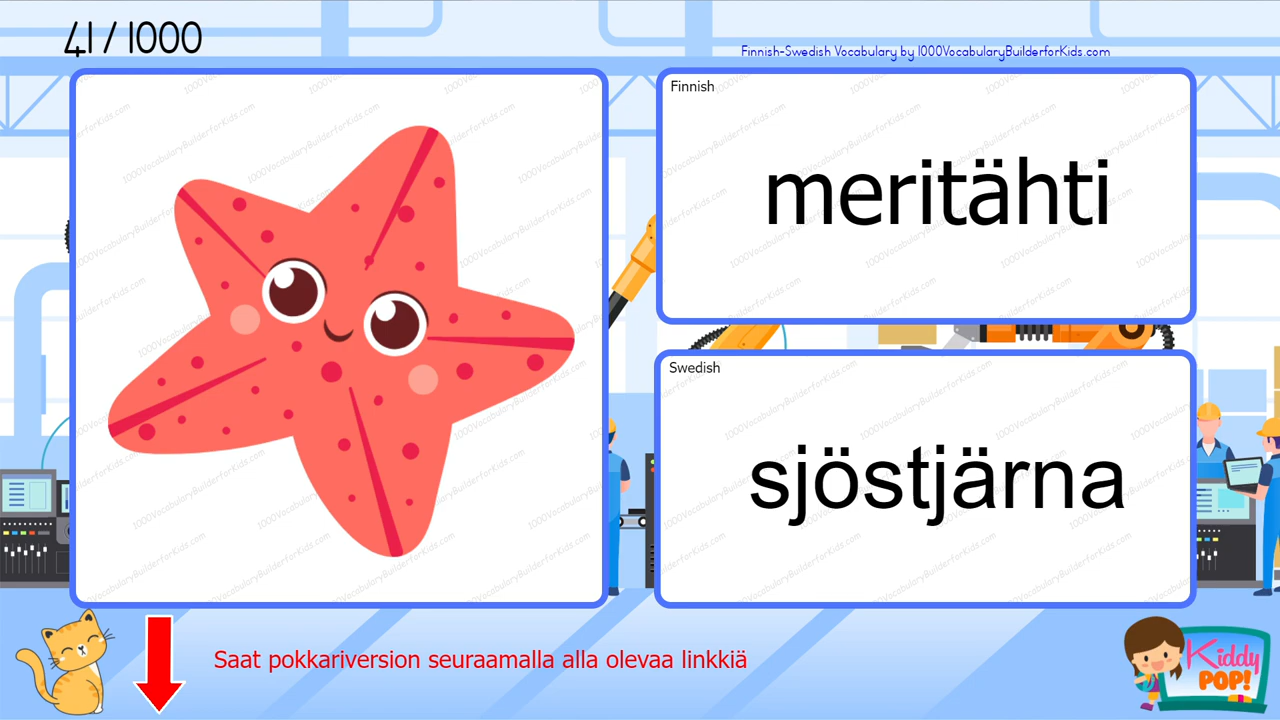 41 / 1000
Finnish-Swedish Vocabulary by 1000VocabularyBuilderforKids.com
Finnish
meritähti
Swedish
sjöstjärna
Saat pokkariversion seuraamalla alla olevaa linkkiä
Kiddy
POP!